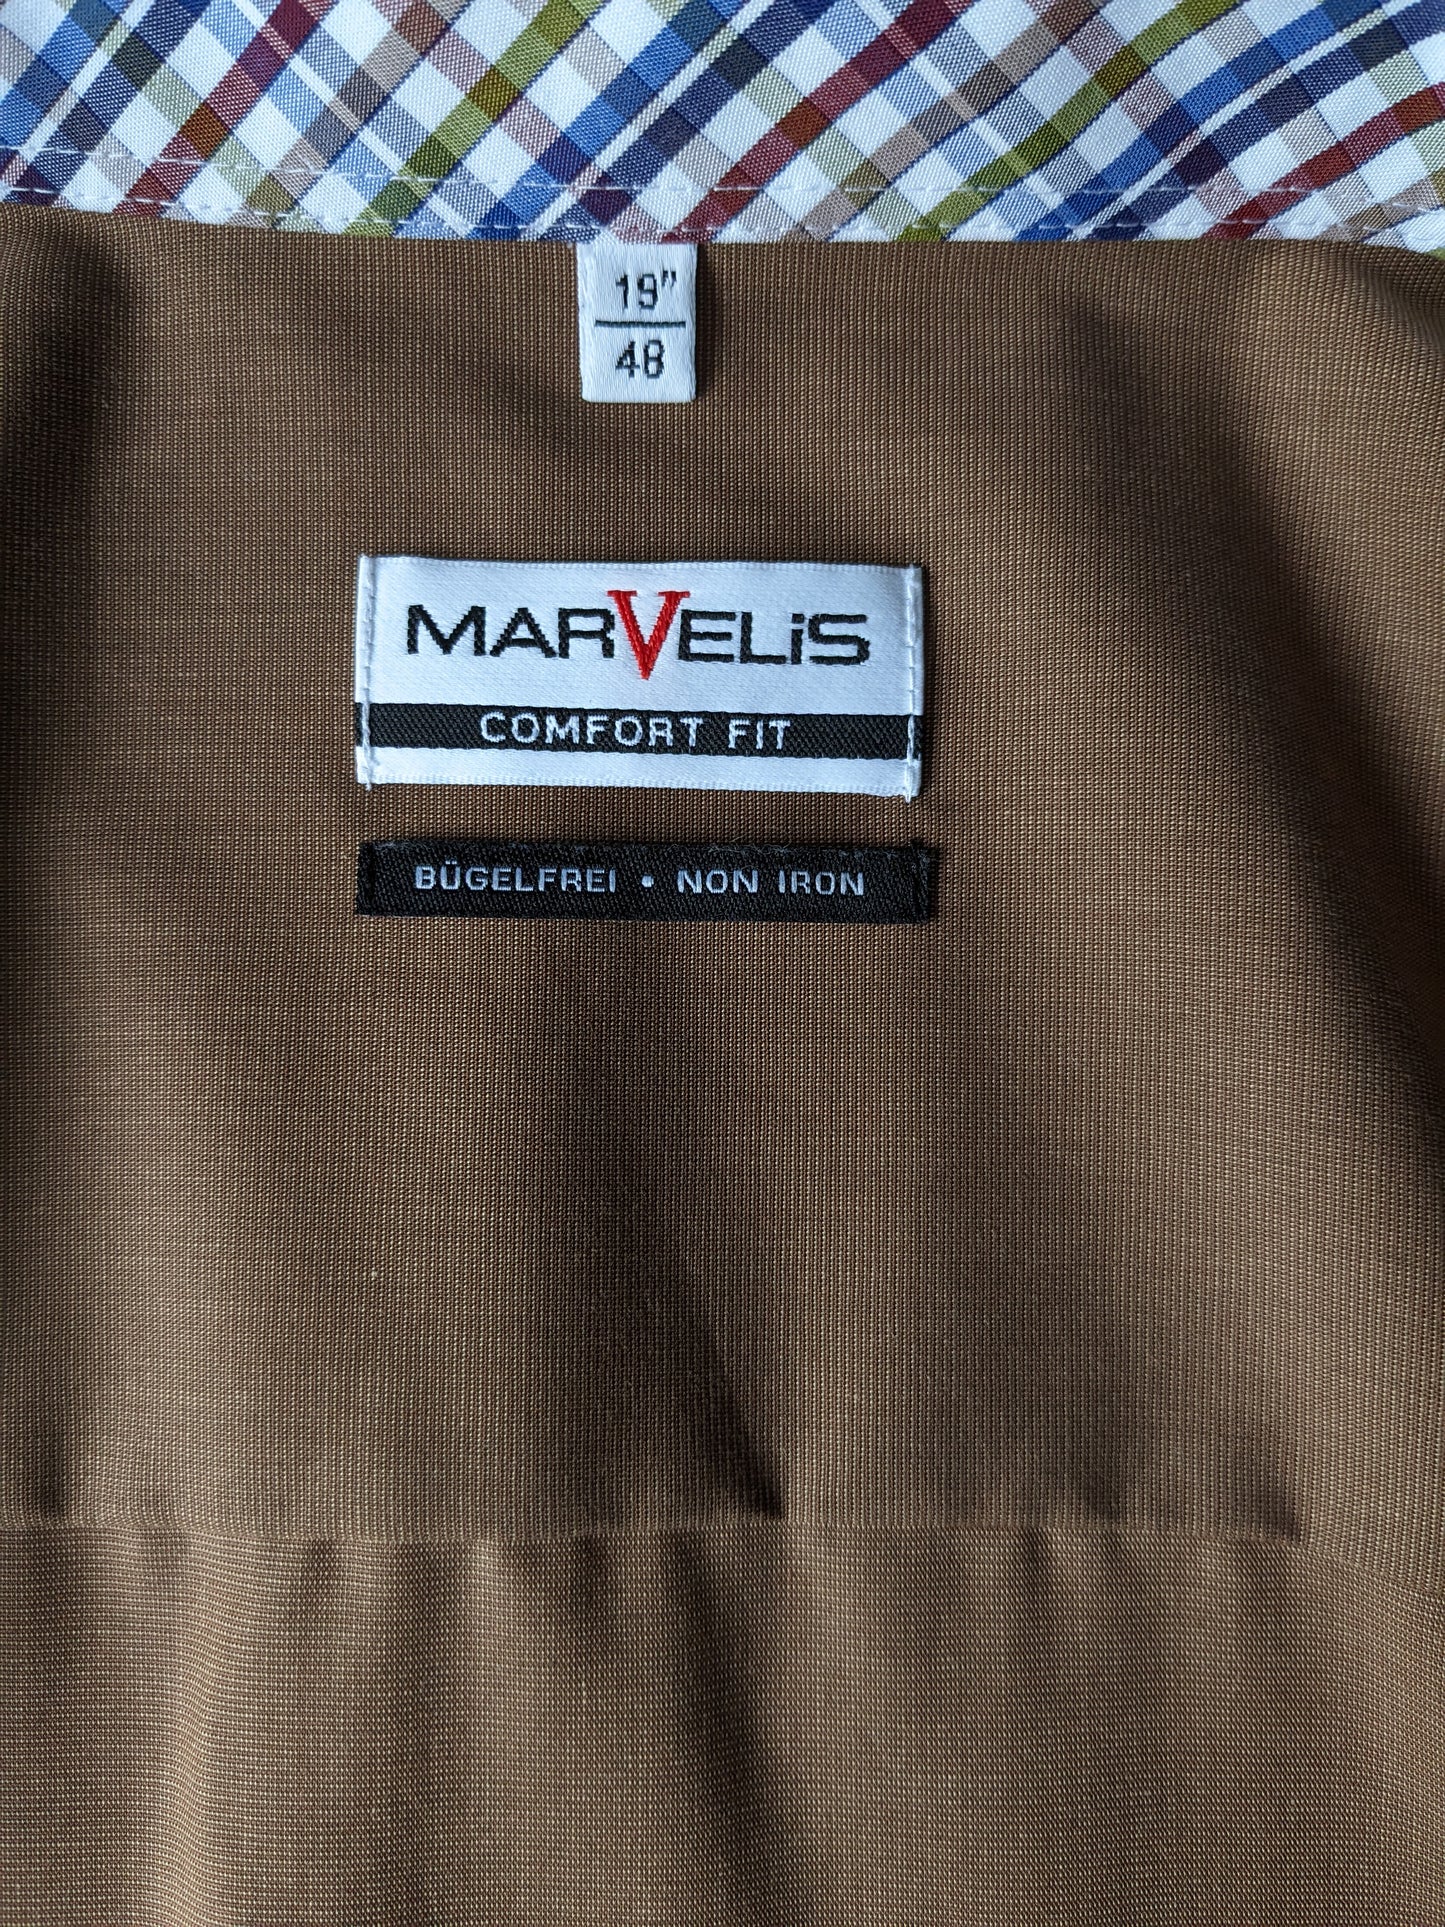 19"
48
MARVELiS
COMFORT FIT
BÜGELFREI • NON IRON